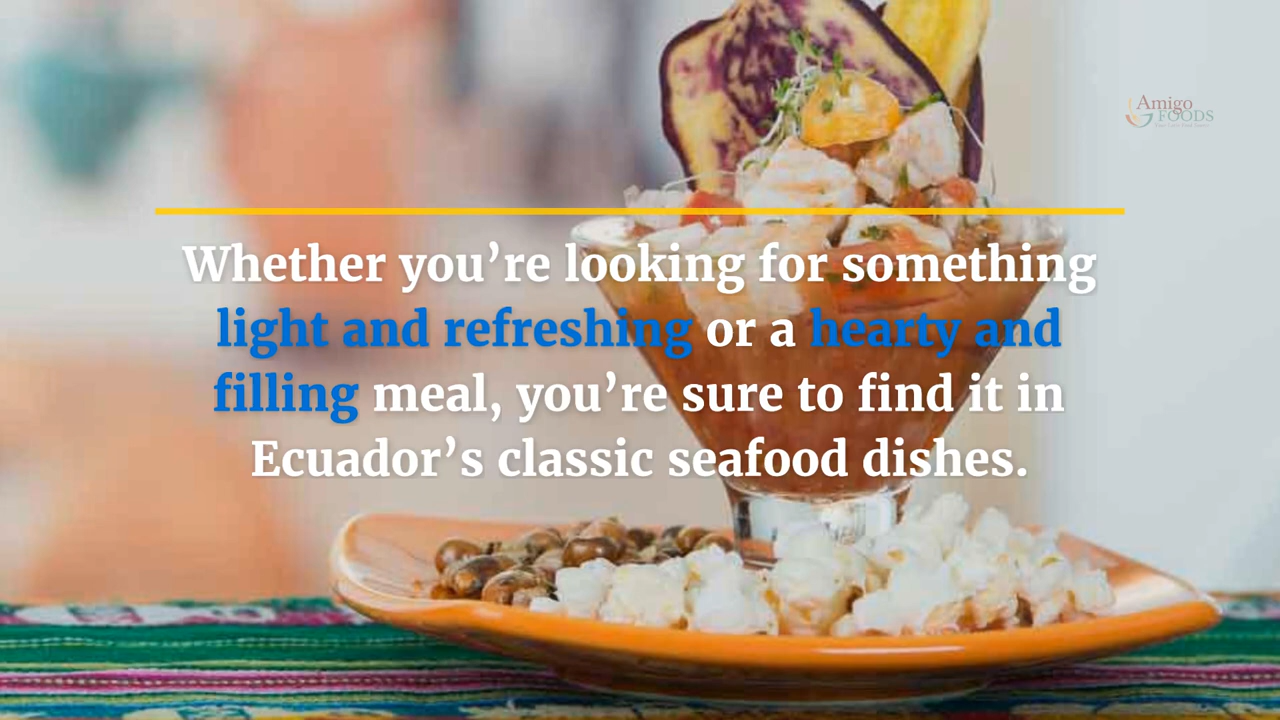 Amigo
FOODS
Whether you’re looking for something
light and refreshing or a hearty and
filling meal, you’re sure to find it in
Ecuador’s classic seafood dishes.